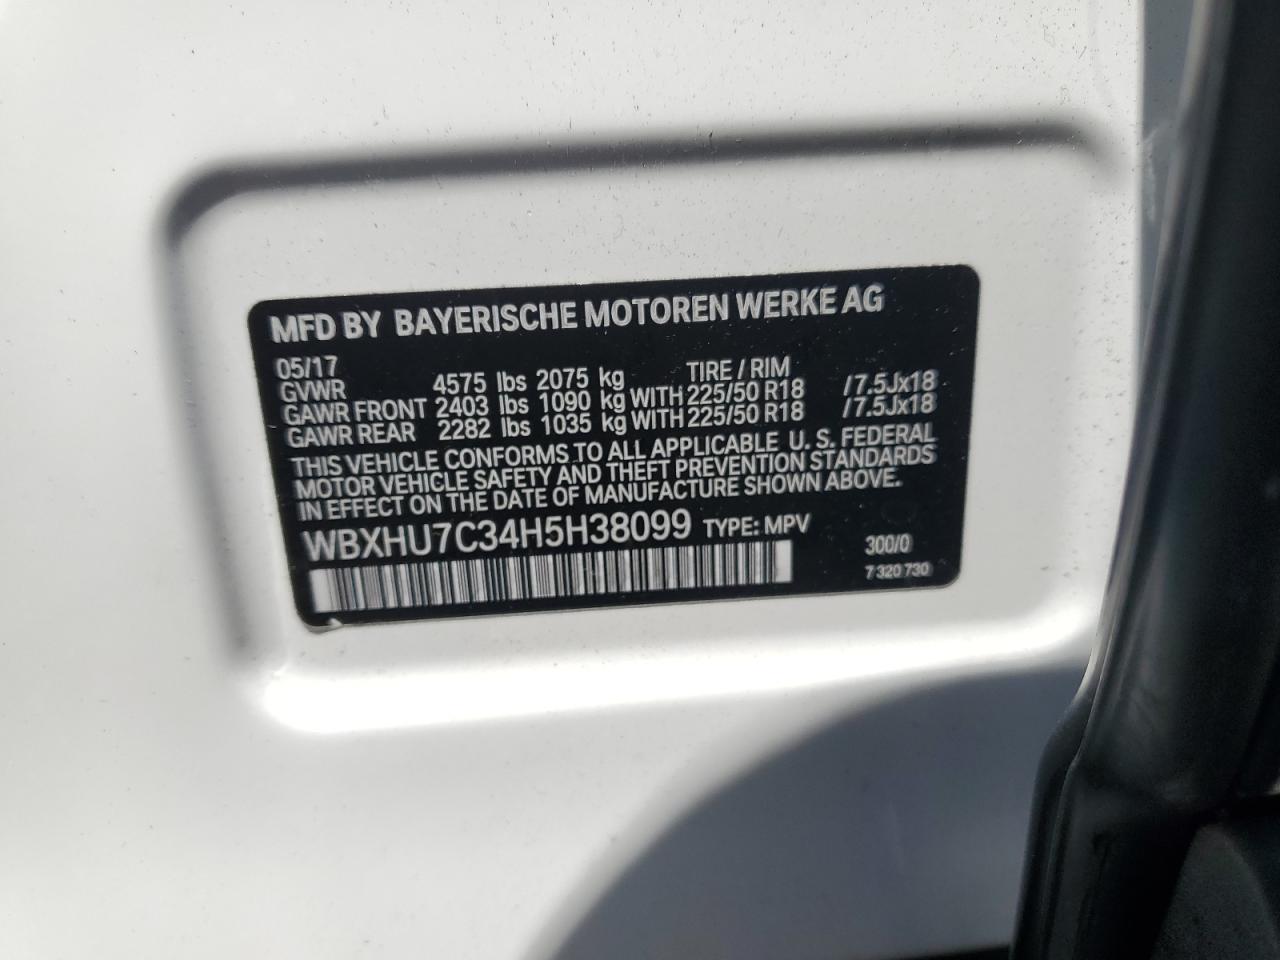 MFD BY BAYERISCHE MOTOREN WERKE AG
05/17 TIRE / RIM
GVWR 4575 lbs 2075 kg
GAWR FRONT 2403 lbs 1090 kg WITH 225/50 R18 /7.5Jx18
GAWR REAR 2282 lbs 1035 kg WITH 225/50 R18 /7.5Jx18
THIS VEHICLE CONFORMS TO ALL APPLICABLE U. S. FEDERAL
MOTOR VEHICLE SAFETY AND THEFT PREVENTION STANDARDS
IN EFFECT ON THE DATE OF MANUFACTURE SHOWN ABOVE.
WBXHU7C34H5H38099 TYPE: MPV
300/0
7 320 730